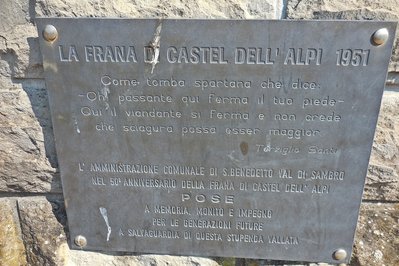 LA FRANA DI CASTEL DELL'ALPI 1951
Come tomba spartana che dice:
-Oh, passante qui ferma il tuo piede-
Qui il viandante si ferma e non crede
che sciagura possa esser maggior.
Terziglio Santi
L'AMMINISTRAZIONE COMUNALE DI S.BENEDETTO VAL DI SAMBRO
NEL 50° ANNIVERSARIO DELLA FRANA DI CASTEL DELL'ALPI
POSE
A MEMORIA, MONITO E IMPEGNO
PER LE GENERAZIONI FUTURE
A SALVAGUARDIA DI QUESTA STUPENDA VALLATA